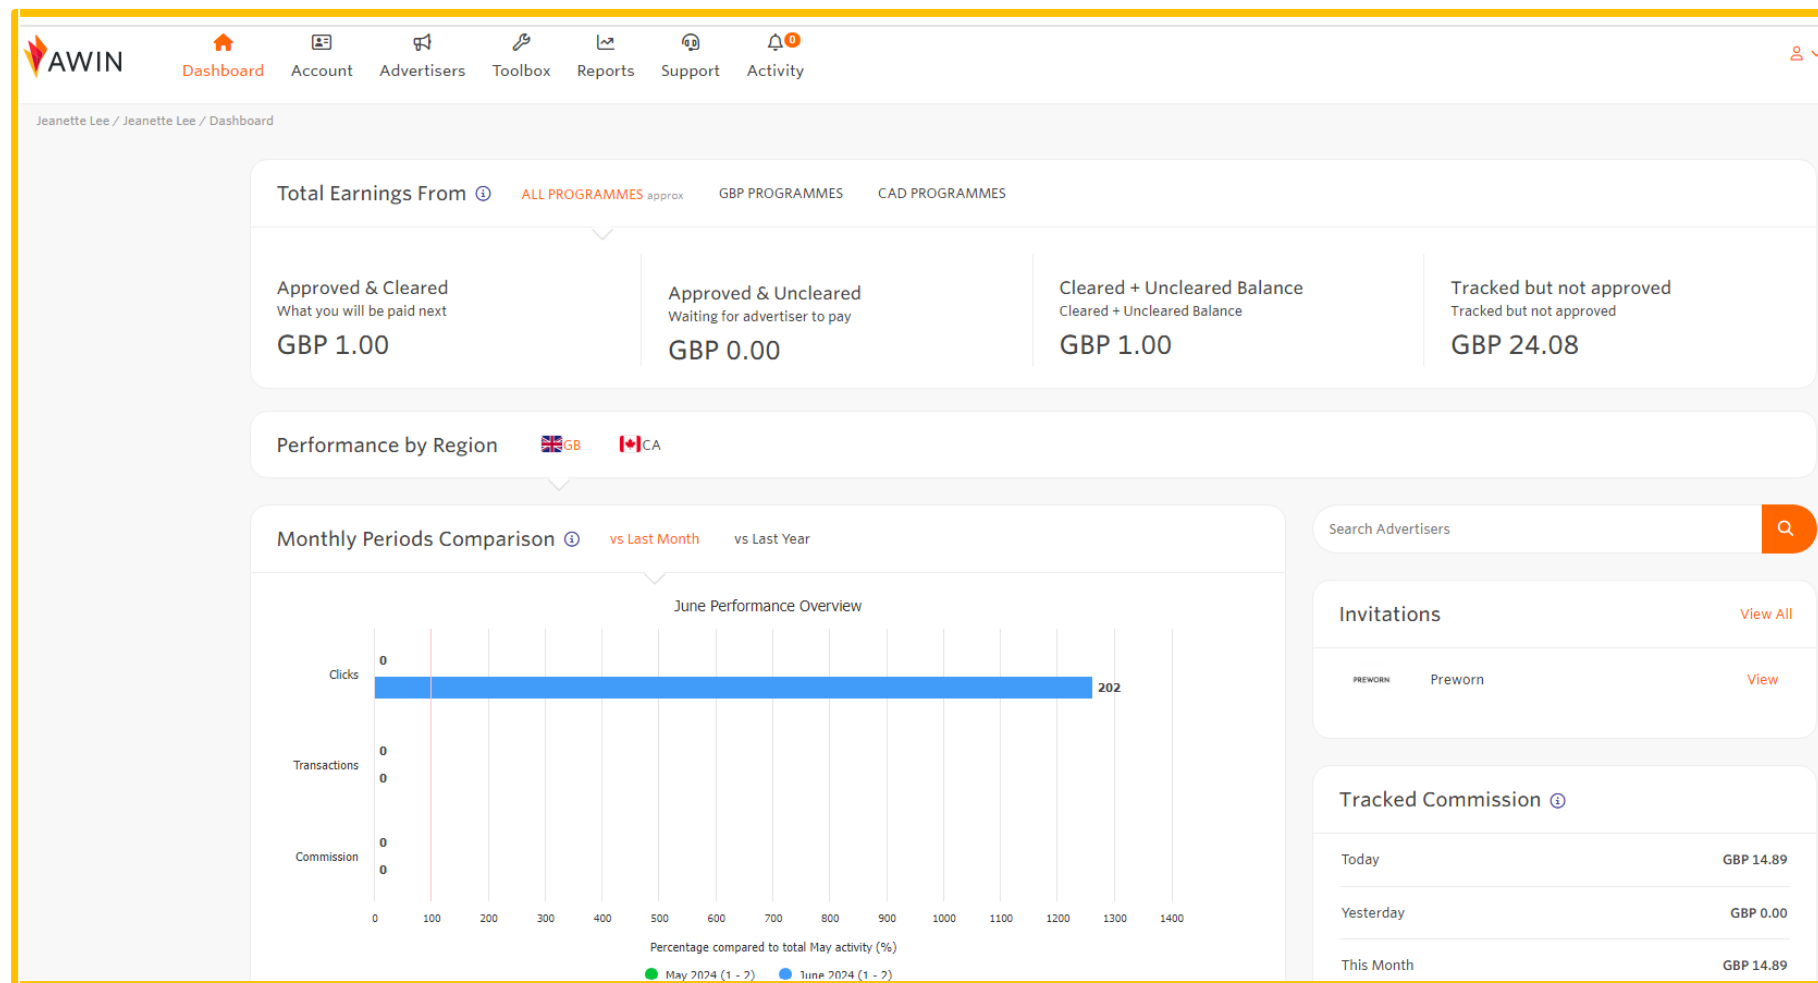 AWIN
Dashboard Account Advertisers Toolbox Reports Support Activity 0
Jeanette Lee / Jeanette Lee / Dashboard
Total Earnings From ALL PROGRAMMES approx GBP PROGRAMMES CAD PROGRAMMES
Approved & Cleared
What you will be paid next
GBP 1.00
Approved & Uncleared
Waiting for advertiser to pay
GBP 0.00
Cleared + Uncleared Balance
Cleared + Uncleared Balance
GBP 1.00
Tracked but not approved
Tracked but not approved
GBP 24.08
Performance by Region GB CA
Monthly Periods Comparison vs Last Month vs Last Year
June Performance Overview
Clicks
0
202
Transactions
0
0
Commission
0
0
0 100 200 300 400 500 600 700 800 900 1000 1100 1200 1300 1400
Percentage compared to total May activity (%)
May 2024 (1 - 2) June 2024 (1 - 2)
Search Advertisers
Invitations View All
PREWORN Preworn View
Tracked Commission
Today GBP 14.89
Yesterday GBP 0.00
This Month GBP 14.89